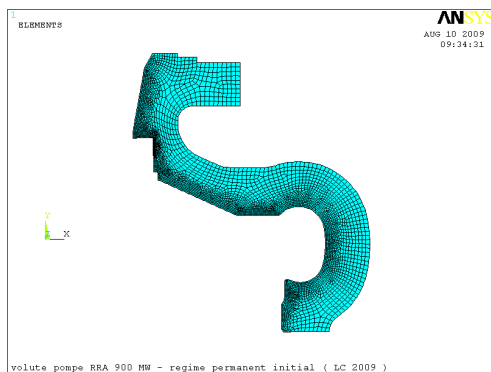 1
ELEMENTS
ANSYS
AUG 10 2009
09:34:31
Y
Z X
volute pompe RRA 900 MW - regime permanent initial ( LC 2009 )